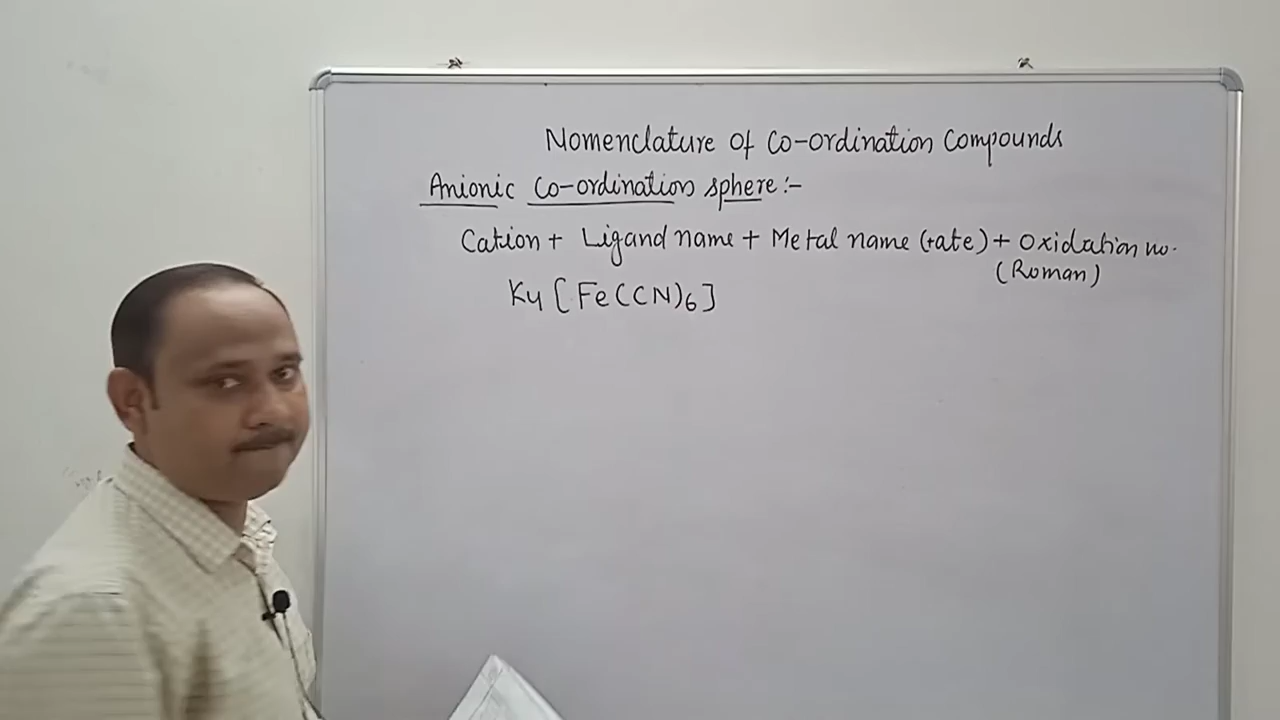 Nomenclature of Co-ordination Compounds
Anionic Co-ordination sphere :-
Cation + Ligand name + Metal name (+ate) + Oxidation no.
(Roman)
K4 [Fe(CN)6]